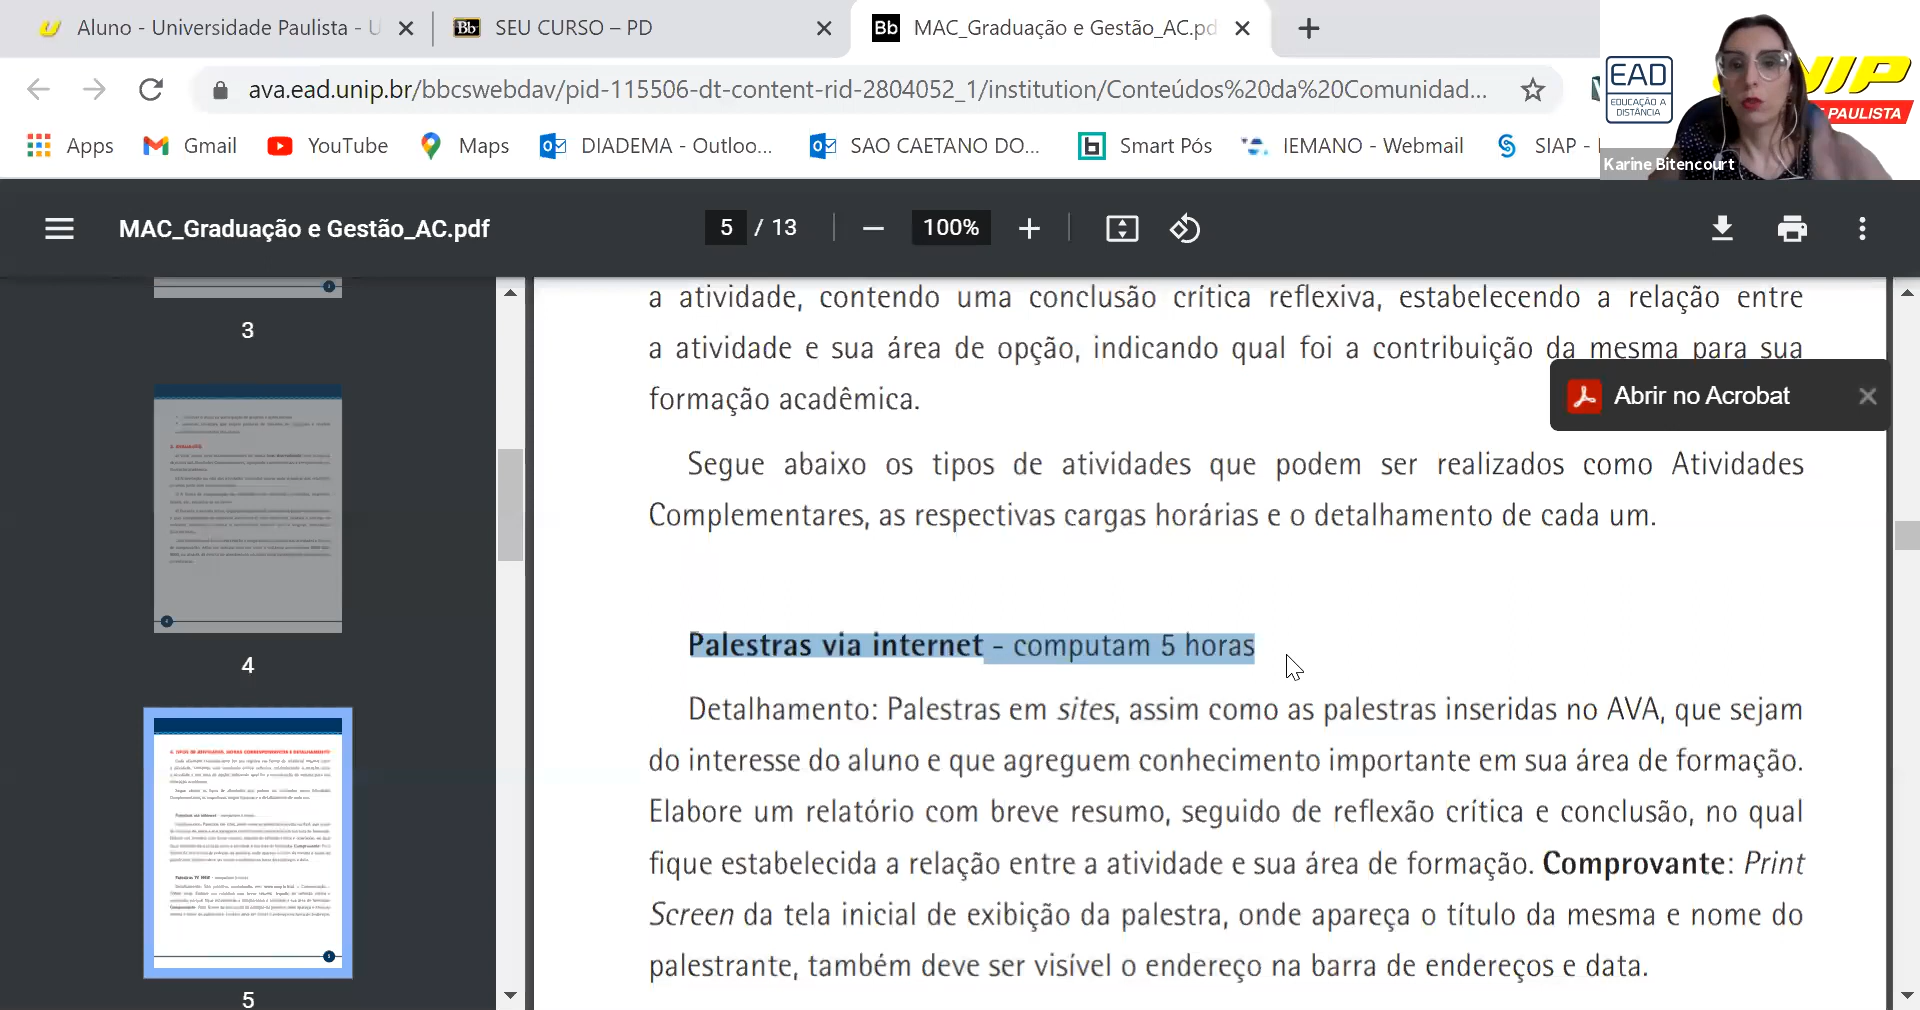 Aluno - Universidade Paulista - U
SEU CURSO – PD
MAC_Graduação e Gestão_AC.pd
ava.ead.unip.br/bbcswebdav/pid-115506-dt-content-rid-2804052_1/institution/Conteúdos%20da%20Comunidad...
Apps
Gmail
YouTube
Maps
DIADEMA - Outloo...
SAO CAETANO DO...
Smart Pós
IEMANO - Webmail
SIAP -
EAD
EDUCAÇÃO A
DISTÂNCIA
PAULISTA
Karine Bitencourt
MAC_Graduação e Gestão_AC.pdf
5 / 13
100%
3
4
5
a atividade, contendo uma conclusão crítica reflexiva, estabelecendo a relação entre
a atividade e sua área de opção, indicando qual foi a contribuição da mesma para sua
formação acadêmica.
Abrir no Acrobat
Segue abaixo os tipos de atividades que podem ser realizados como Atividades
Complementares, as respectivas cargas horárias e o detalhamento de cada um.
Palestras via internet - computam 5 horas
Detalhamento: Palestras em sites, assim como as palestras inseridas no AVA, que sejam
do interesse do aluno e que agreguem conhecimento importante em sua área de formação.
Elabore um relatório com breve resumo, seguido de reflexão crítica e conclusão, no qual
fique estabelecida a relação entre a atividade e sua área de formação. Comprovante: Print
Screen da tela inicial de exibição da palestra, onde apareça o título da mesma e nome do
palestrante, também deve ser visível o endereço na barra de endereços e data.